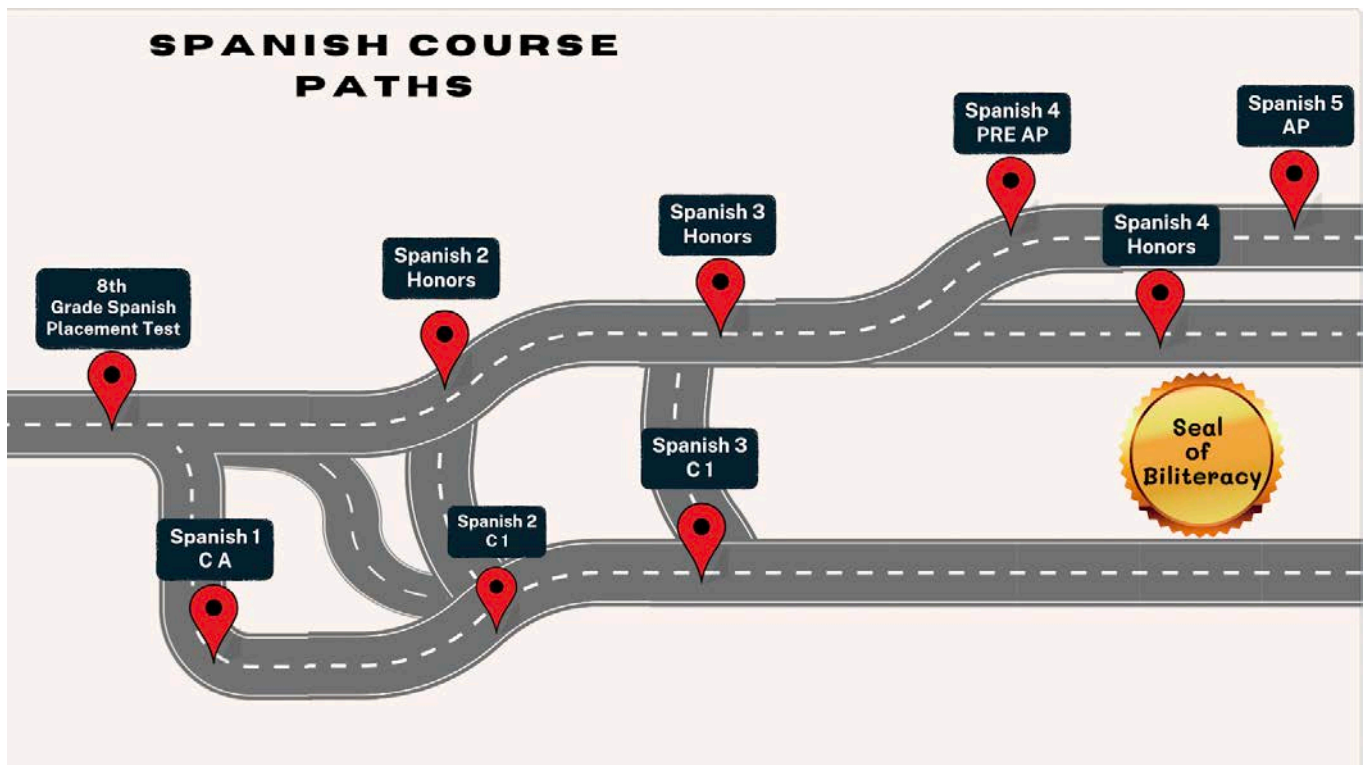 SPANISH COURSE
PATHS
8th
Grade Spanish
Placement Test
Spanish 1
C A
Spanish 2
Honors
Spanish 2
C 1
Spanish 3
Honors
Spanish 3
C 1
Spanish 4
PRE AP
Spanish 4
Honors
Spanish 5
AP
Seal
of
Biliteracy